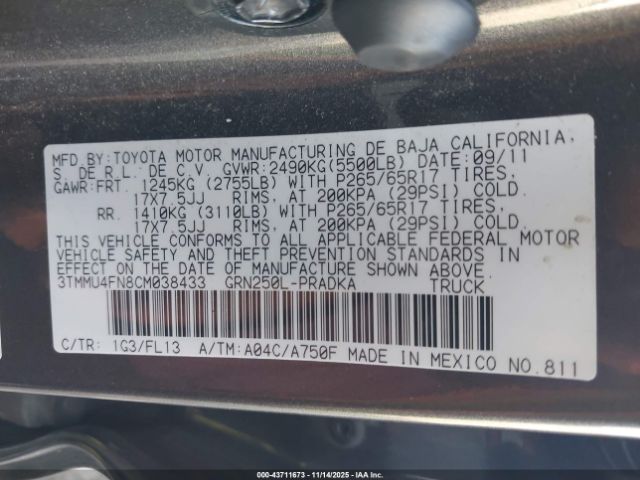 MFD.BY:TOYOTA MOTOR MANUFACTURING DE BAJA CALIFORNIA,
S. DE R.L. DE C.V. GVWR:2490KG(5500LB) DATE:09/11
GAWR:FRT. 1245KG (2755LB) WITH P265/65R17 TIRES,
17X7.5JJ RIMS, AT 200KPA (29PSI) COLD.
RR. 1410KG (3110LB) WITH P265/65R17 TIRES,
17X7.5JJ RIMS, AT 200KPA (29PSI) COLD.
THIS VEHICLE CONFORMS TO ALL APPLICABLE FEDERAL MOTOR
VEHICLE SAFETY AND THEFT PREVENTION STANDARDS IN
EFFECT ON THE DATE OF MANUFACTURE SHOWN ABOVE.
3TMMU4FN8CM038433 GRN250L-PRADKA TRUCK
C/TR: 1G3/FL13 A/TM:A04C/A750F MADE IN MEXICO NO.811
000-43711673 - 11/14/2025 - IAA Inc.